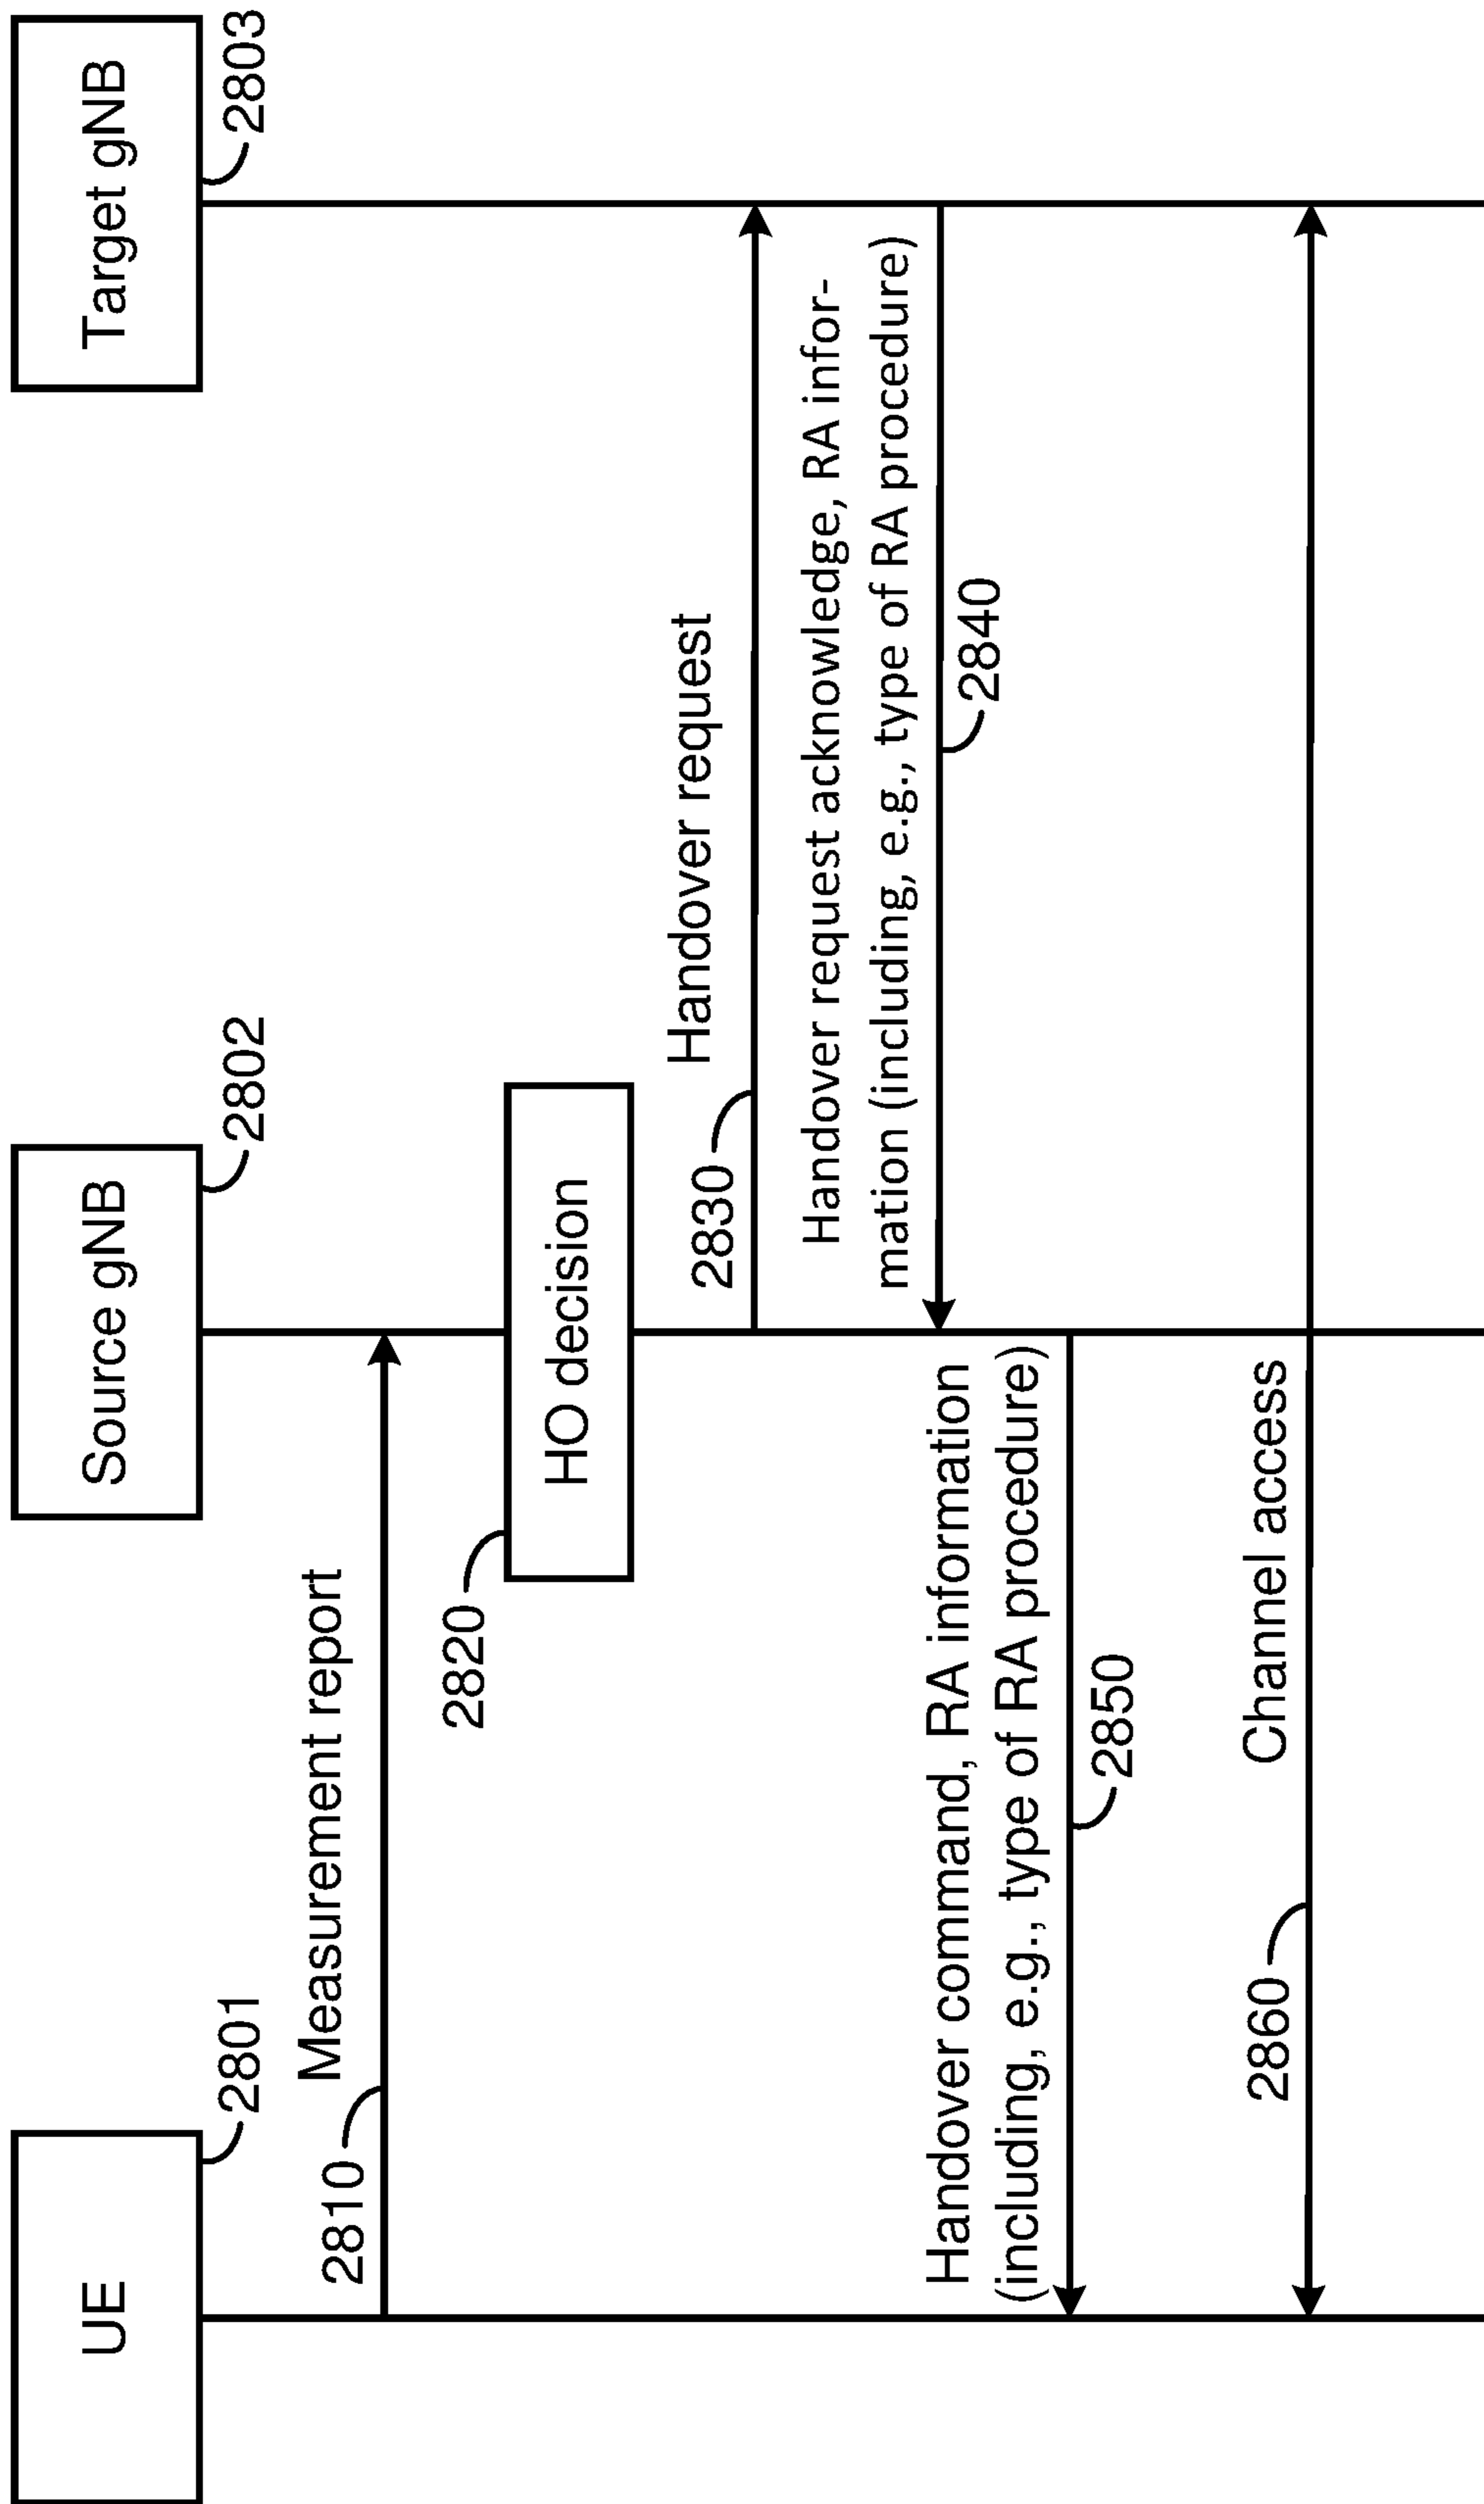 UE
2801
Source gNB
2802
Target gNB
2803
Measurement report
2810
2820
HO decision
Handover request
2830
Handover request acknowledge, RA infor-
mation (including, e.g., type of RA procedure)
2840
Handover command, RA information
(including, e.g., type of RA procedure)
2850
Channel access
2860